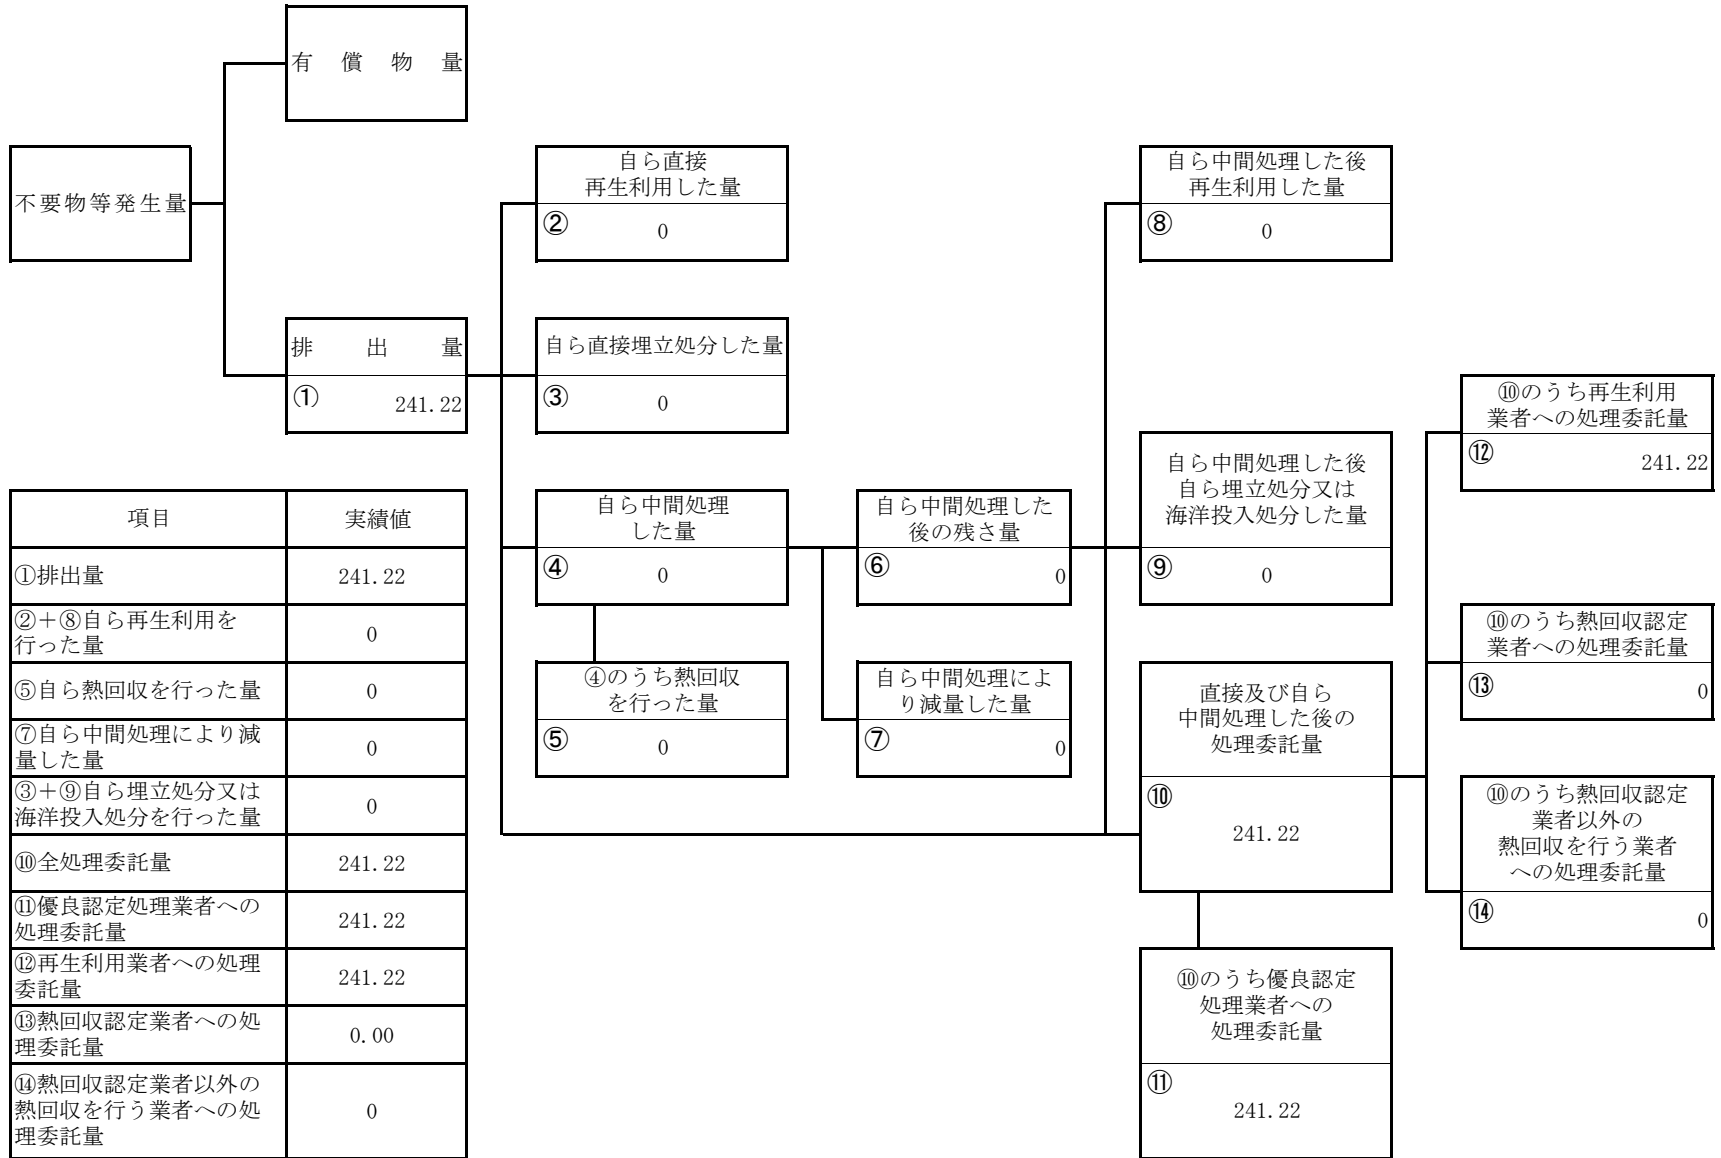 有償物量
不要物等発生量
排出量
① 241.22
自ら直接
再生利用した量
② 0
自ら直接埋立処分した量
③ 0
自ら中間処理
した量
④ 0
④のうち熱回収
を行った量
⑤ 0
自ら中間処理した
後の残さ量
⑥ 0
自ら中間処理によ
り減量した量
⑦ 0
自ら中間処理した後
再生利用した量
⑧ 0
自ら中間処理した後
自ら埋立処分又は
海洋投入処分した量
⑨ 0
直接及び自ら
中間処理した後の
処理委託量
⑩
241.22
⑩のうち優良認定
処理業者への
処理委託量
⑪
241.22
⑩のうち再生利用
業者への処理委託量
⑫ 241.22
⑩のうち熱回収認定
業者への処理委託量
⑬ 0
⑩のうち熱回収認定
業者以外の
熱回収を行う業者
への処理委託量
⑭ 0
項目 実績値
①排出量 241.22
②+⑧自ら再生利用を
行った量 0
⑤自ら熱回収を行った量 0
⑦自ら中間処理により減
量した量 0
③+⑨自ら埋立処分又は
海洋投入処分を行った量 0
⑩全処理委託量 241.22
⑪優良認定処理業者への
処理委託量 241.22
⑫再生利用業者への処理
委託量 241.22
⑬熱回収認定業者への処
理委託量 0.00
⑭熱回収認定業者以外の
熱回収を行う業者への処
理委託量 0